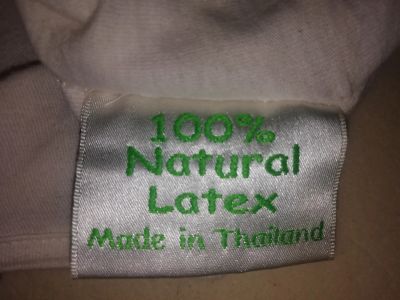 100%
Natural
Latex
Made in Thailand